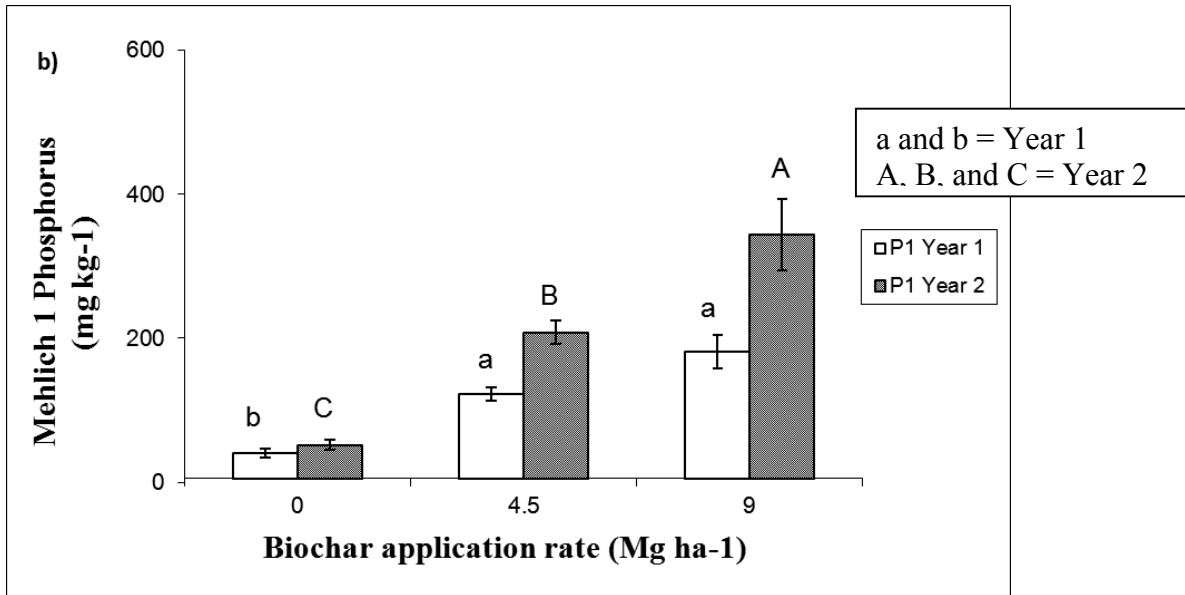 b)
Mehlich 1 Phosphorus
(mg kg-1)
600
400
200
0
b
C
a
B
a
A
0
4.5
9
Biochar application rate (Mg ha-1)
a and b = Year 1
A, B, and C = Year 2
P1 Year 1
P1 Year 2